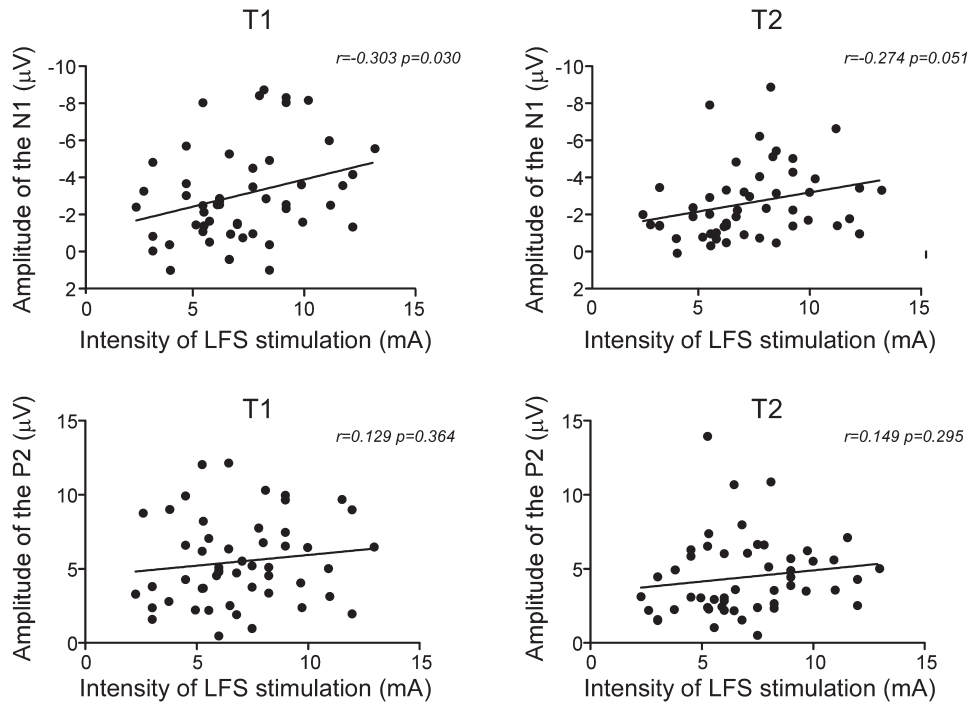 T1
r=-0.303 p=0.030
Amplitude of the N1 (µV)
-10
-8
-6
-4
-2
0
2
0
5
10
15
Intensity of LFS stimulation (mA)
T2
r=-0.274 p=0.051
Amplitude of the N1 (µV)
-10
-8
-6
-4
-2
0
2
0
5
10
15
Intensity of LFS stimulation (mA)
T1
r=0.129 p=0.364
Amplitude of the P2 (µV)
15
10
5
0
0
5
10
15
Intensity of LFS stimulation (mA)
T2
r=0.149 p=0.295
Amplitude of the P2 (µV)
15
10
5
0
0
5
10
15
Intensity of LFS stimulation (mA)